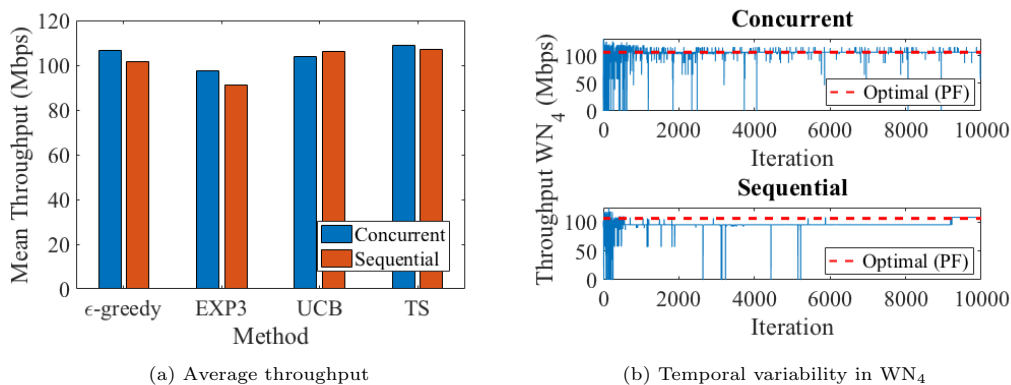 120
100
80
60
40
20
0
Mean Throughput (Mbps)
ϵ-greedy EXP3 UCB TS
Method
Concurrent
Sequential
(a) Average throughput
Throughput WN4 (Mbps)
Concurrent
100
50
0
Optimal (PF)
0 2000 4000 6000 8000 10000
Iteration
Sequential
100
50
0
Optimal (PF)
0 2000 4000 6000 8000 10000
Iteration
(b) Temporal variability in WN4